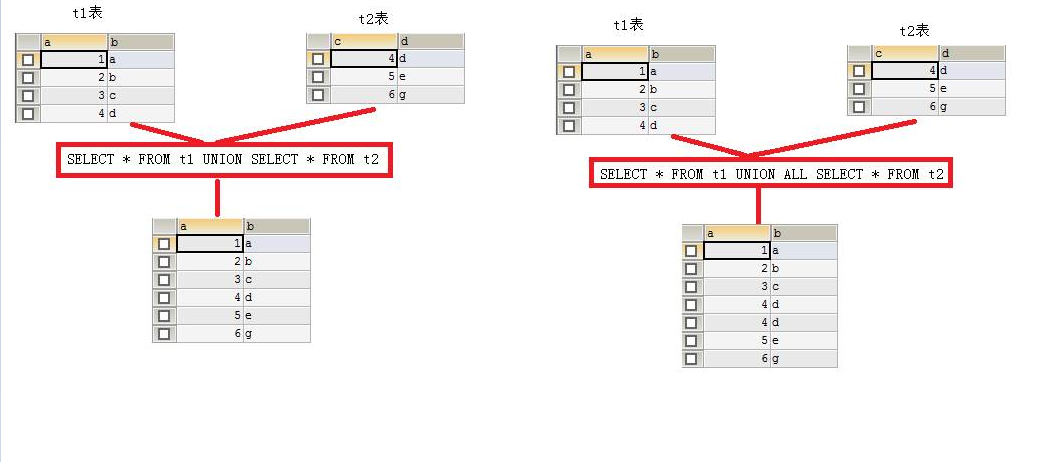 t1表
a b
1 a
2 b
3 c
4 d
t2表
c d
4 d
5 e
6 g
SELECT * FROM t1 UNION SELECT * FROM t2
a b
1 a
2 b
3 c
4 d
5 e
6 g
t1表
a b
1 a
2 b
3 c
4 d
t2表
c d
4 d
5 e
6 g
SELECT * FROM t1 UNION ALL SELECT * FROM t2
a b
1 a
2 b
3 c
4 d
4 d
5 e
6 g